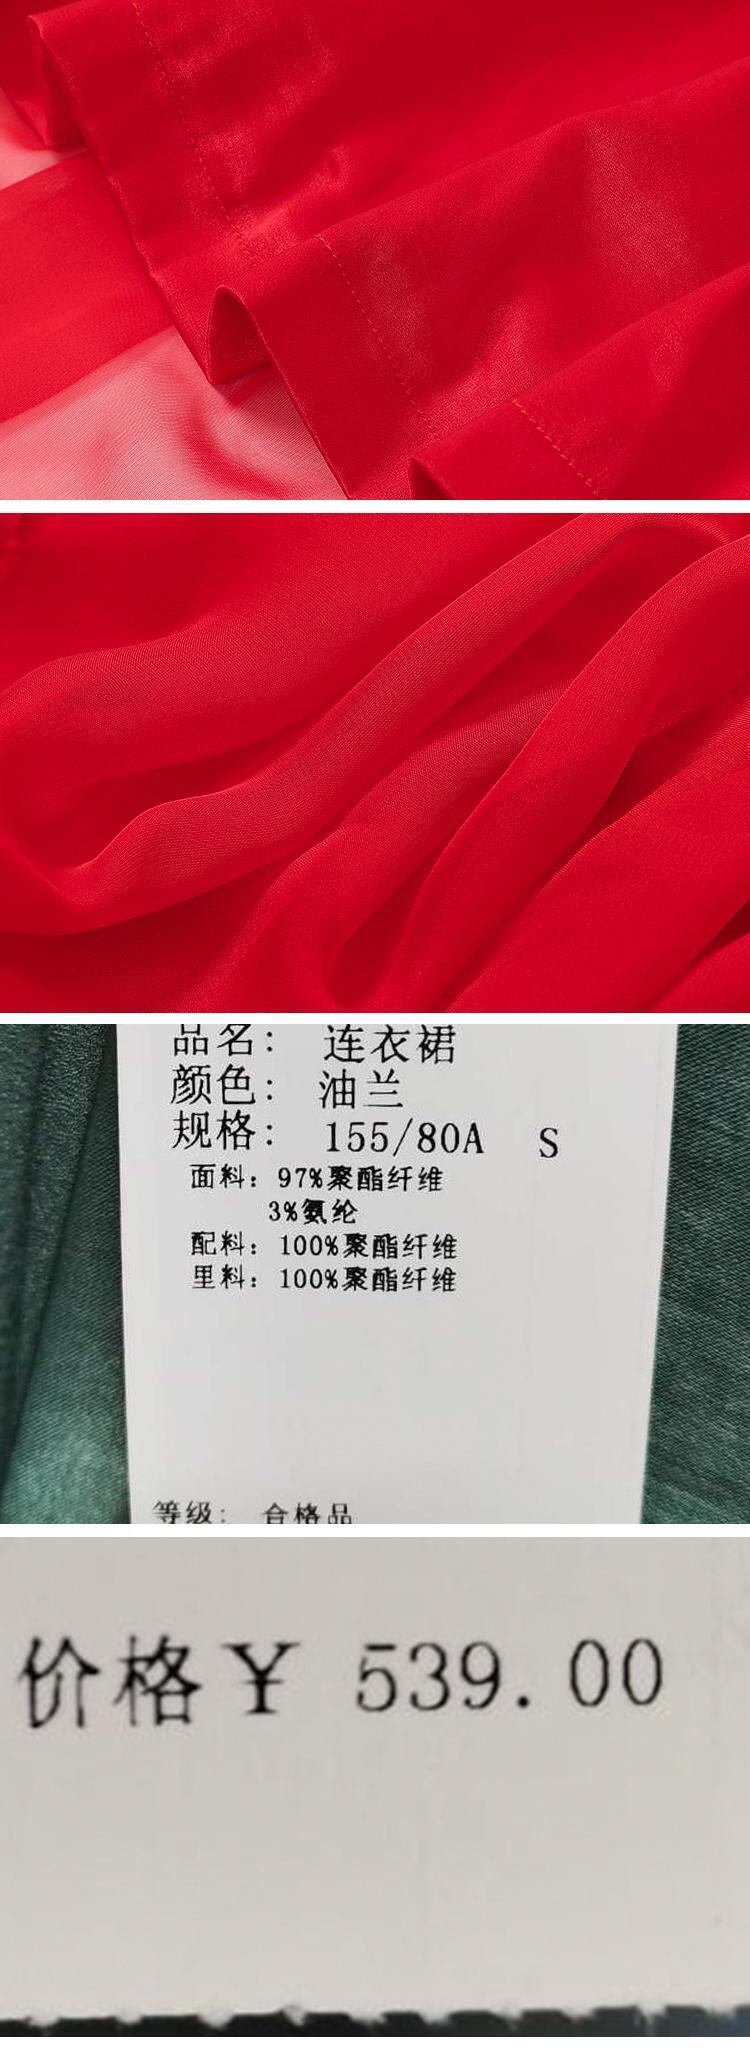 品名: 连衣裙
颜色: 油兰
规格: 155/80A S
面料: 97%聚酯纤维
3%氨纶
配料: 100%聚酯纤维
里料: 100%聚酯纤维
等级: 合格品
价格¥ 539.00